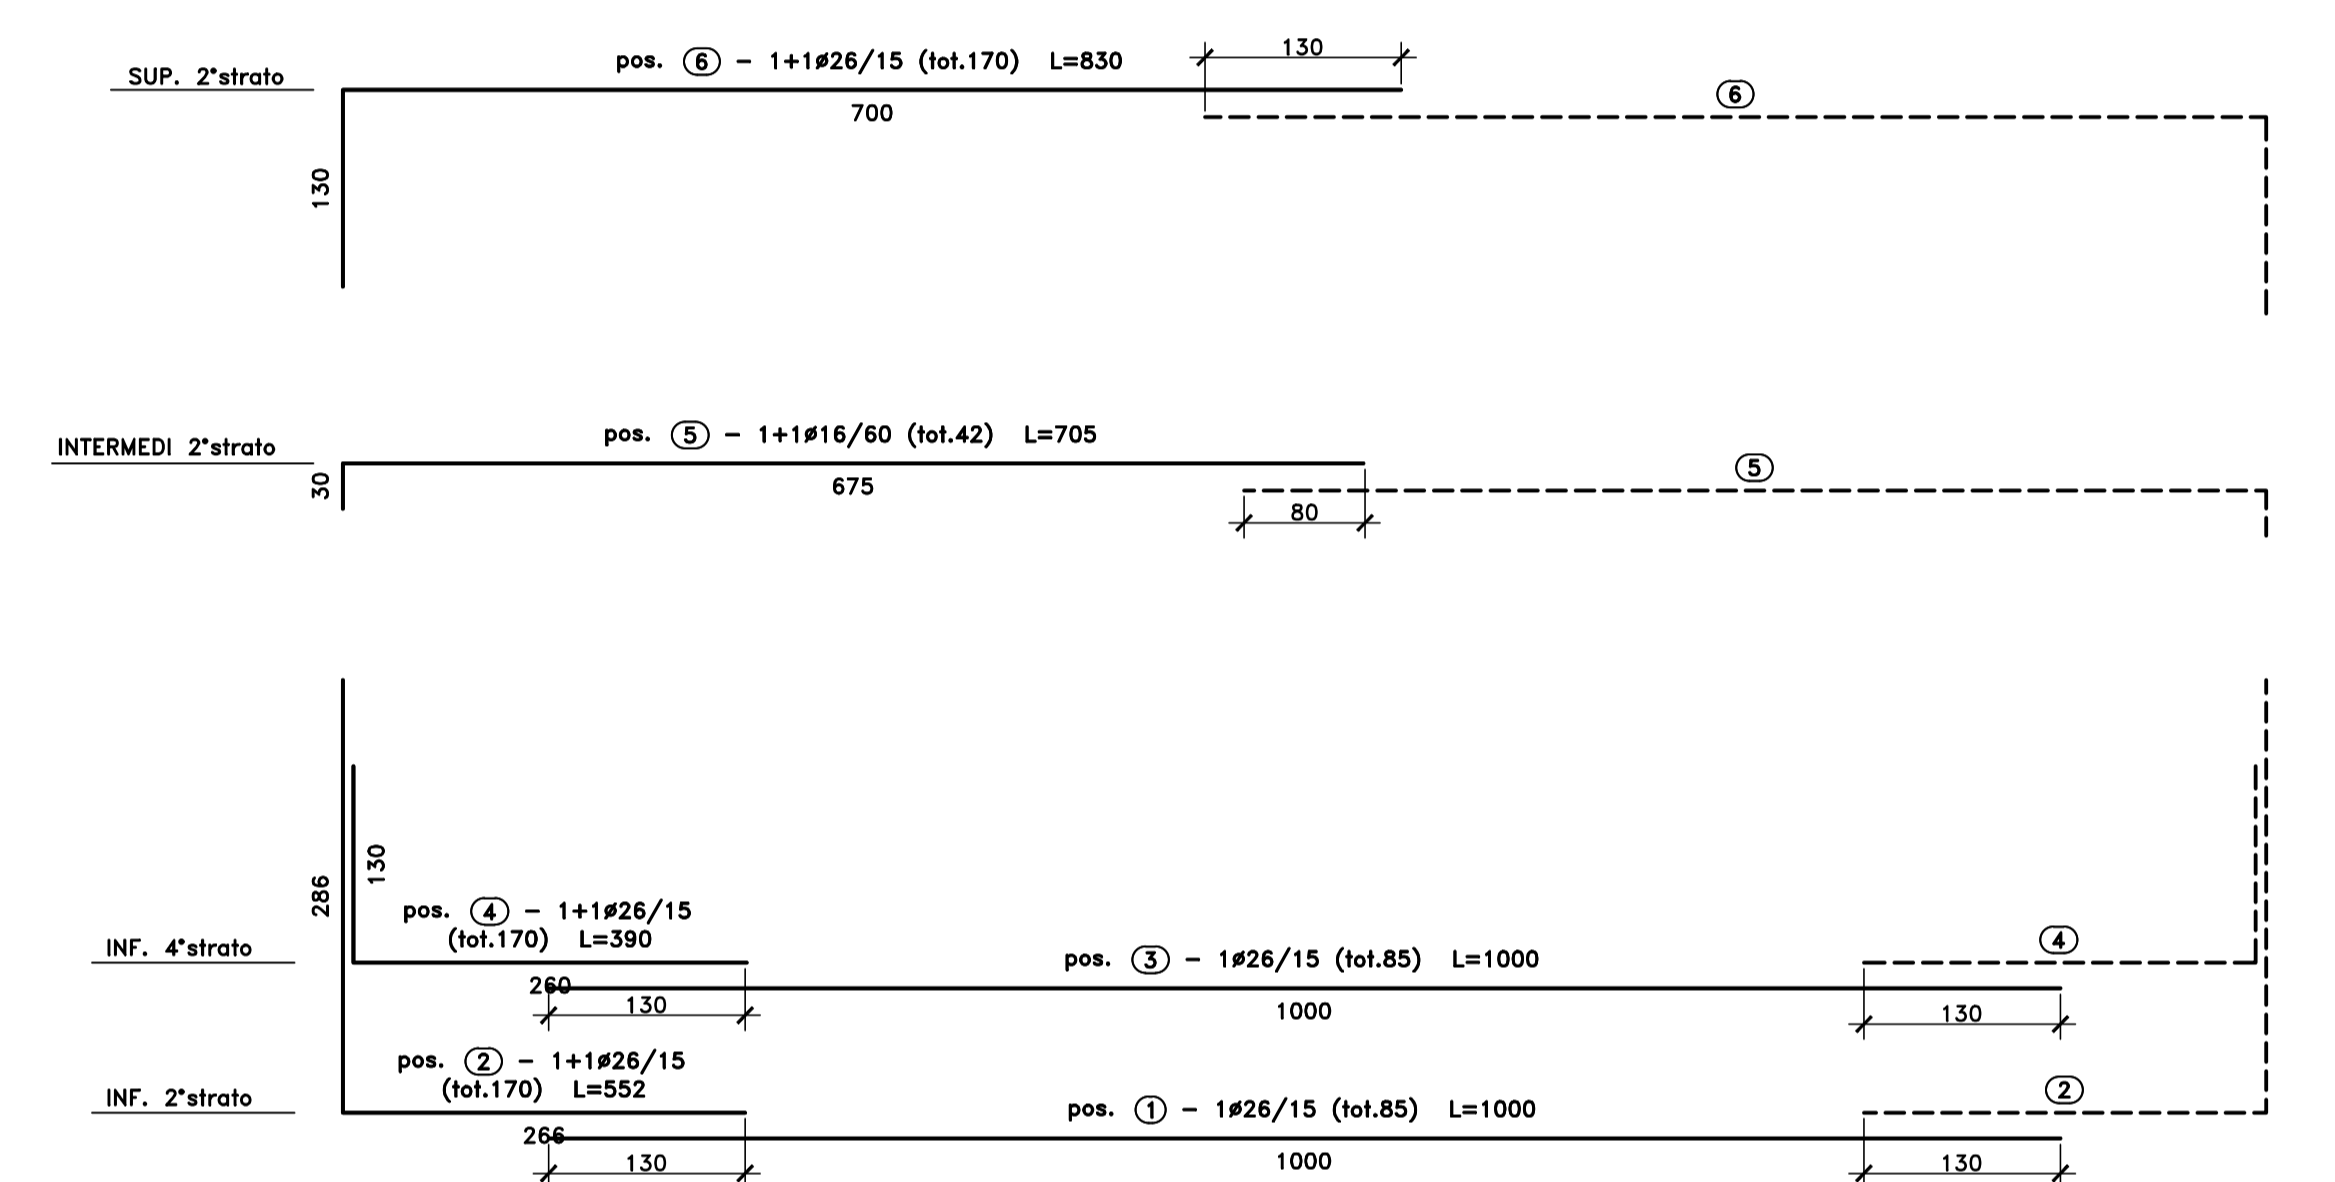 130
pos. 6 - 1+1ø26/15 (tot.170) L=830
SUP. 2°strato
6
700
130
pos. 5 - 1+1ø16/60 (tot.42) L=705
INTERMEDI 2°strato
5
30
675
80
130
286
pos. 4 - 1+1ø26/15
(tot.170) L=390
INF. 4°strato
4
pos. 3 - 1ø26/15 (tot.85) L=1000
260
130
1000
130
pos. 2 - 1+1ø26/15
(tot.170) L=552
INF. 2°strato
2
pos. 1 - 1ø26/15 (tot.85) L=1000
266
130
1000
130